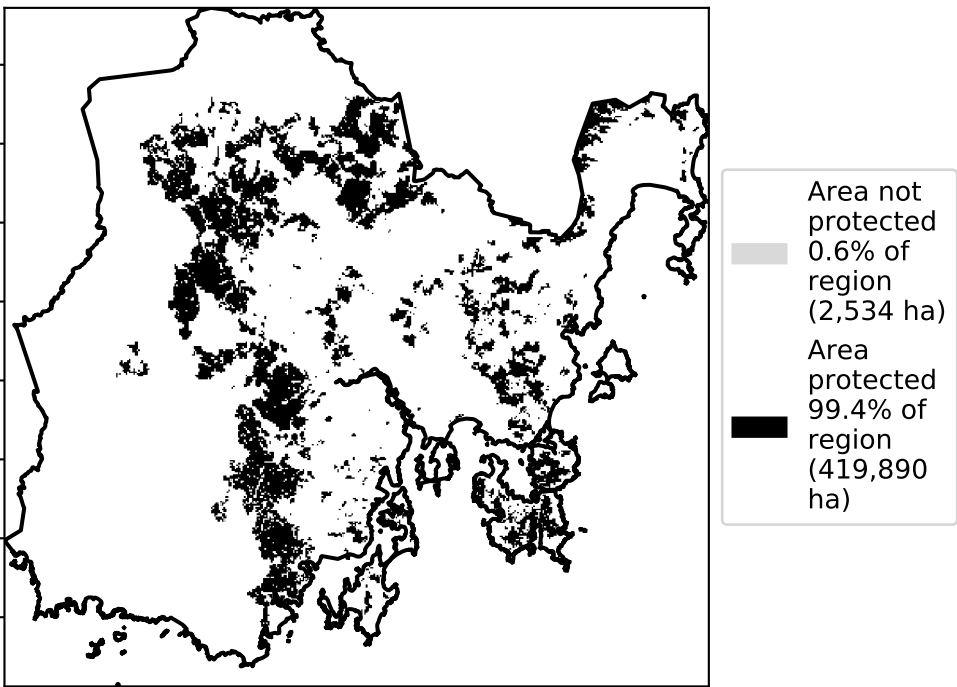 Area not
protected
0.6% of
region
(2,534 ha)
Area
protected
99.4% of
region
(419,890
ha)